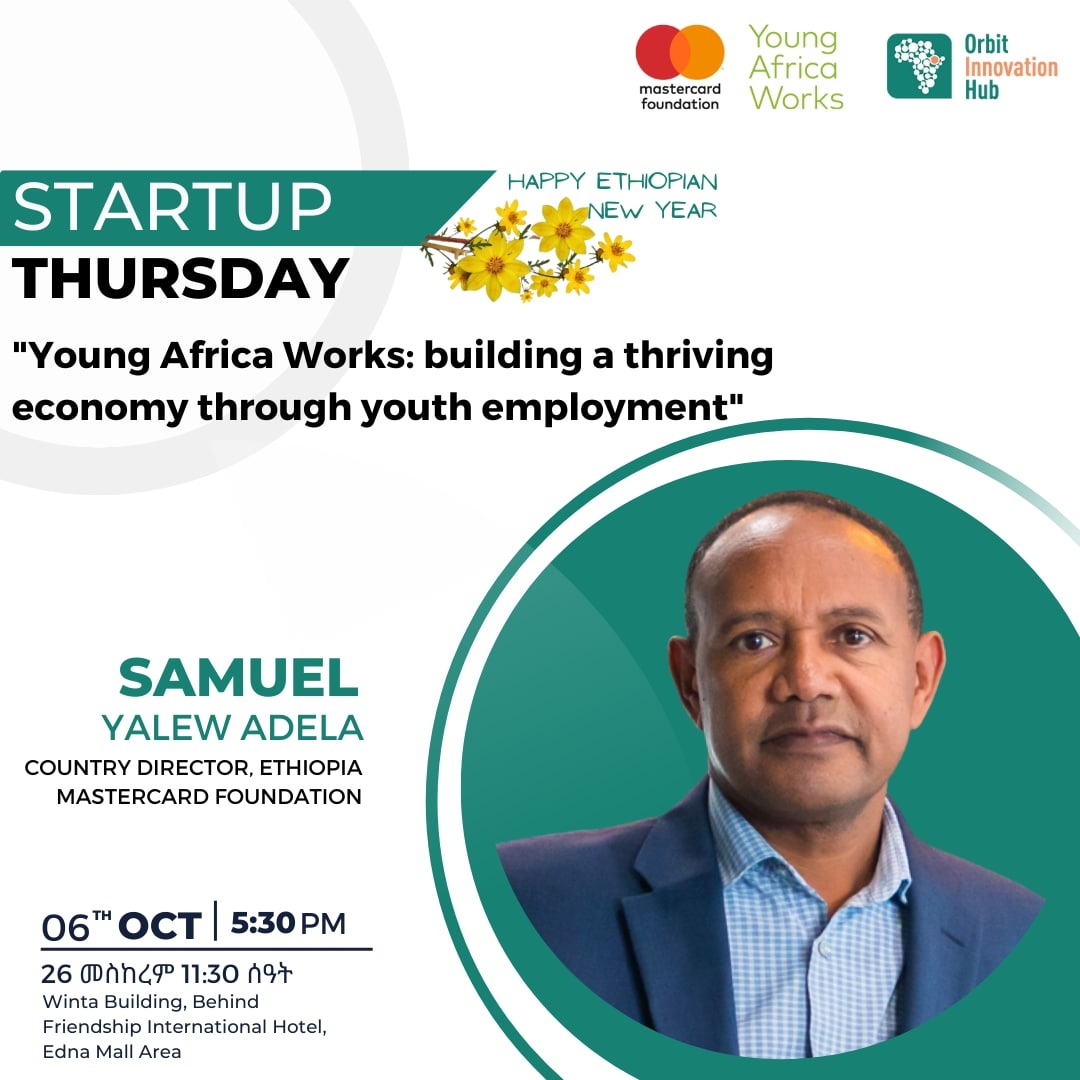 mastercard
foundation
Young
Africa
Works
Orbit
Innovation
Hub
STARTUP
HAPPY ETHIOPIAN
NEW YEAR
THURSDAY
"Young Africa Works: building a thriving
economy through youth employment"
SAMUEL
YALEW ADELA
COUNTRY DIRECTOR, ETHIOPIA
MASTERCARD FOUNDATION
06TH OCT | 5:30 PM
26 መስከረም 11:30 ሰዓት
Winta Building, Behind
Friendship International Hotel,
Edna Mall Area